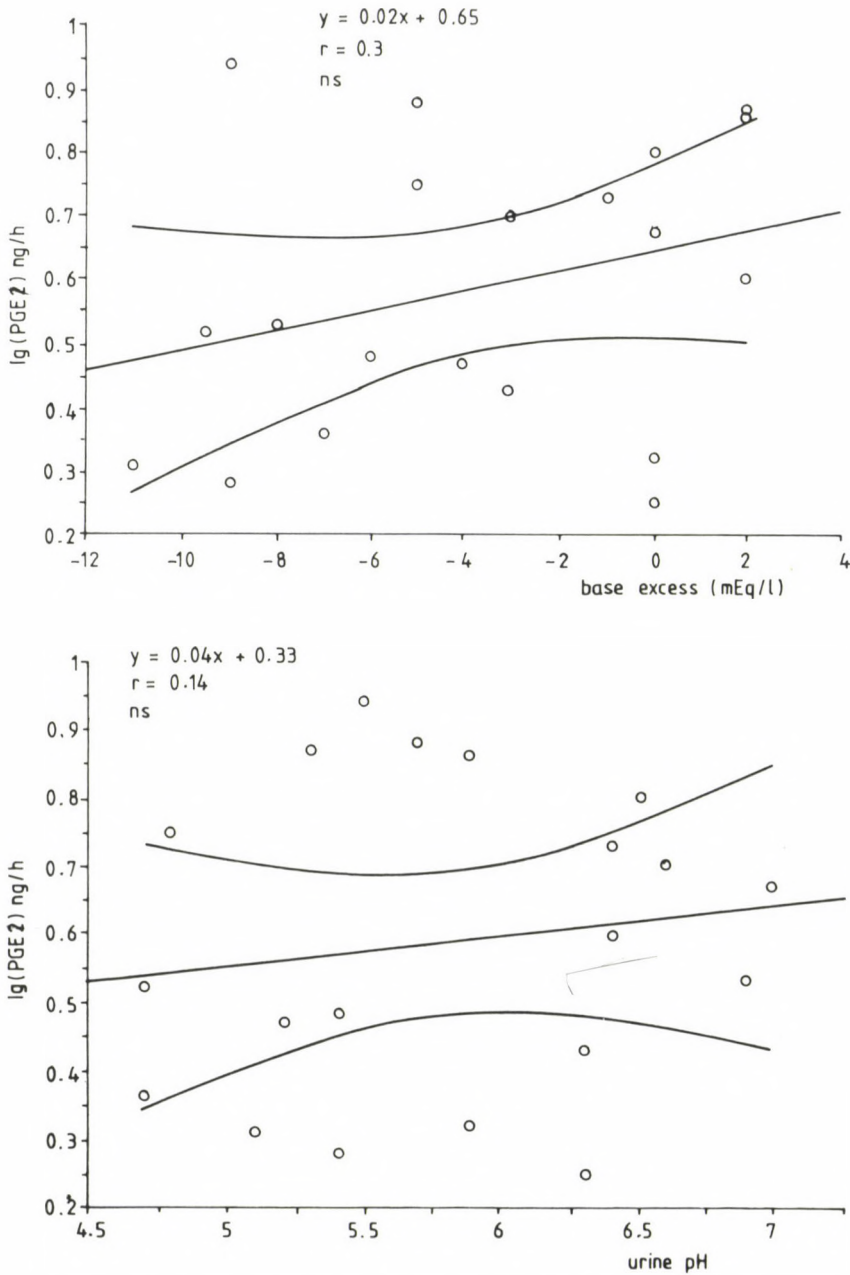 y = 0.02x + 0.65
r = 0.3
ns
1
0.9
0.8
0.7
0.6
0.5
0.4
0.3
0.2
lg(PGE2) ng/h
-12 -10 -8 -6 -4 -2 0 2 4
base excess (mEq/l)
y = 0.04x + 0.33
r = 0.14
ns
1
0.9
0.8
0.7
0.6
0.5
0.4
0.3
0.2
lg(PGE2) ng/h
4.5 5 5.5 6 6.5 7
urine pH